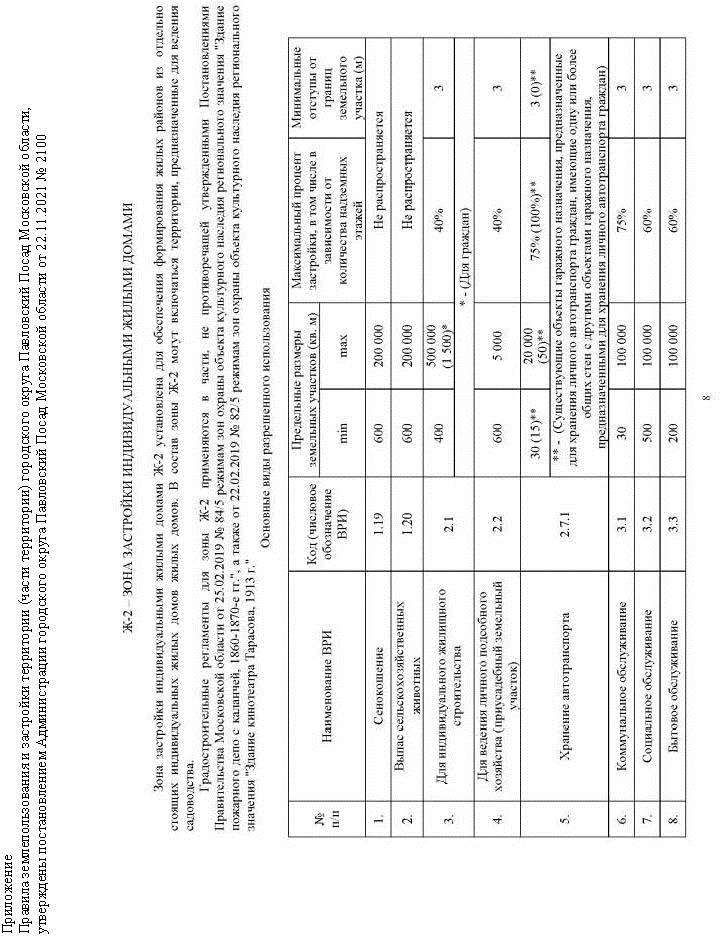 Приложение
Правила землепользования и застройки территории (части территории) городского округа Павловский Посад Московской области,
утверждены постановлением Администрации городского округа Павловский Посад Московской области от 22.11.2021 № 2100
Ж-2 – ЗОНА ЗАСТРОЙКИ ИНДИВИДУАЛЬНЫМИ ЖИЛЫМИ ДОМАМИ
Зона застройки индивидуальными жилыми домами Ж-2 установлена для обеспечения формирования жилых районов из отдельно
стоящих индивидуальных жилых домов жилых домов. В состав зоны Ж-2 могут включаться территории, предназначенные для ведения
садоводства.
Градостроительные регламенты для зоны Ж-2 применяются в части, не противоречащей утвержденными Постановлениями
Правительства Московской области от 25.02.2019 № 84/5 режимам зон охраны объекта культурного наследия регионального значения "Здание
пожарного депо с каланчей, 1860-1870-е гг.", а также от 22.02.2019 № 82/5 режимам зон охраны объекта культурного наследия регионального
значения "Здание кинотеатра Тарасова, 1913 г."
Основные виды разрешенного использования
№ п/п | Наименование ВРИ | Код (числовое обозначение ВРИ) | Предельные размеры земельных участков (кв. м) | Максимальный процент застройки, в том числе в зависимости от количества надземных этажей | Минимальные отступы от границ земельного участка (м)
min | max
1. | Сенокошение | 1.19 | 600 | 200 000 | Не распространяется
2. | Выпас сельскохозяйственных животных | 1.20 | 600 | 200 000 | Не распространяется
3. | Для индивидуального жилищного строительства | 2.1 | 400 | 500 000 (1 500)* | 40% | 3
* - (Для граждан)
4. | Для ведения личного подсобного хозяйства (приусадебный земельный участок) | 2.2 | 600 | 5 000 | 40% | 3
5. | Хранение автотранспорта | 2.7.1 | 30 (15)** | 20 000 (50)** | 75% (100%)** | 3 (0)**
** - (Существующие объекты гаражного назначения, предназначенные
для хранения личного автотранспорта граждан, имеющие одну или более
общих стен с другими объектами гаражного назначения,
предназначенными для хранения личного автотранспорта граждан)
6. | Коммунальное обслуживание | 3.1 | 30 | 100 000 | 75% | 3
7. | Социальное обслуживание | 3.2 | 500 | 100 000 | 60% | 3
8. | Бытовое обслуживание | 3.3 | 200 | 100 000 | 60% | 3
8